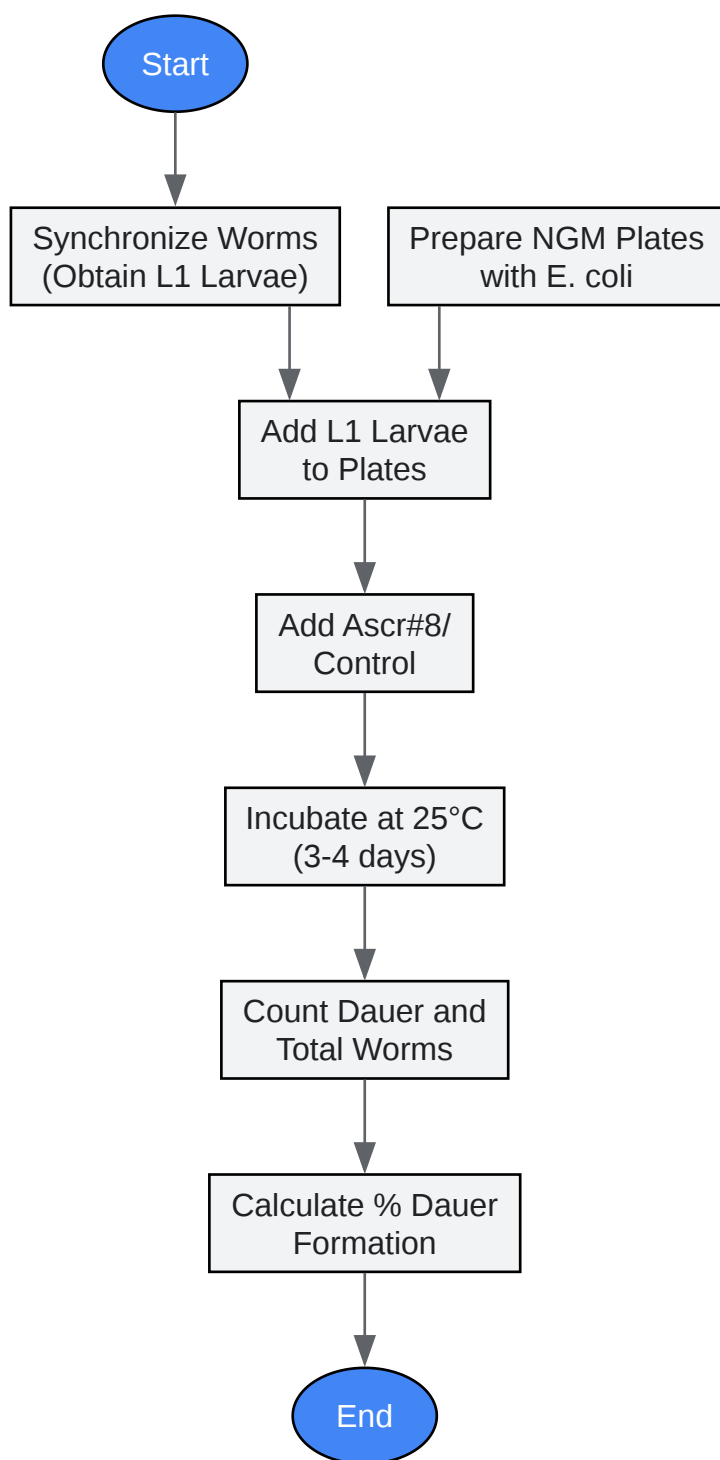 Start
Synchronize Worms
(Obtain L1 Larvae)
Prepare NGM Plates
with E. coli
Add L1 Larvae
to Plates
Add Ascr#8/
Control
Incubate at 25°C
(3-4 days)
Count Dauer and
Total Worms
Calculate % Dauer
Formation
End